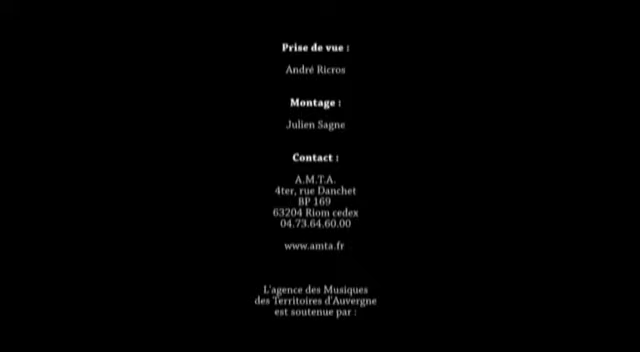 Prise de vue :
André Ricros
Montage :
Julien Sagne
Contact :
A.M.T.A.
4ter, rue Danchet
BP 169
63204 Riom cedex
04.73.64.60.00
www.amta.fr
L'agence des Musiques
des Territoires d'Auvergne
est soutenue par :